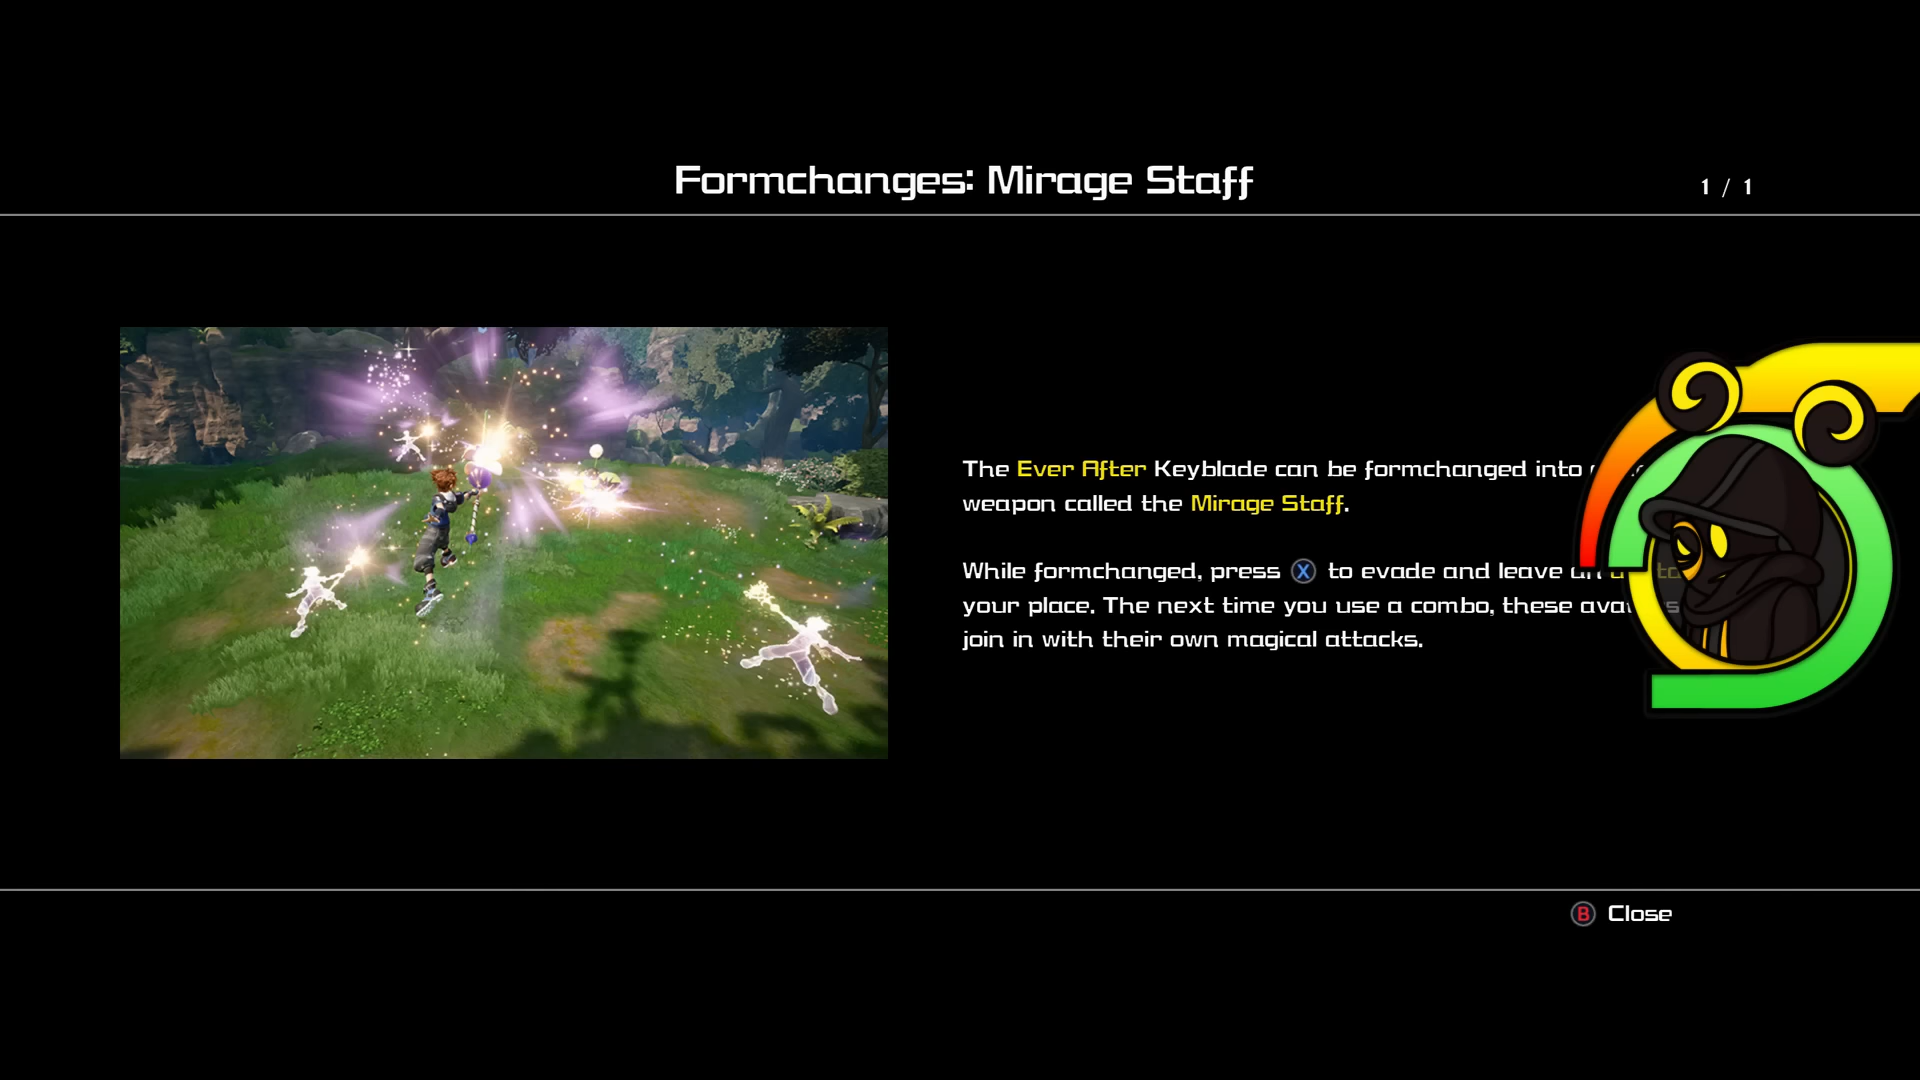 Formchanges: Mirage Staff
1 / 1
The Ever After Keyblade can be formchanged into
weapon called the Mirage Staff.
While formchanged, press X to evade and leave an
your place. The next time you use a combo, these
join in with their own magical attacks.
B Close